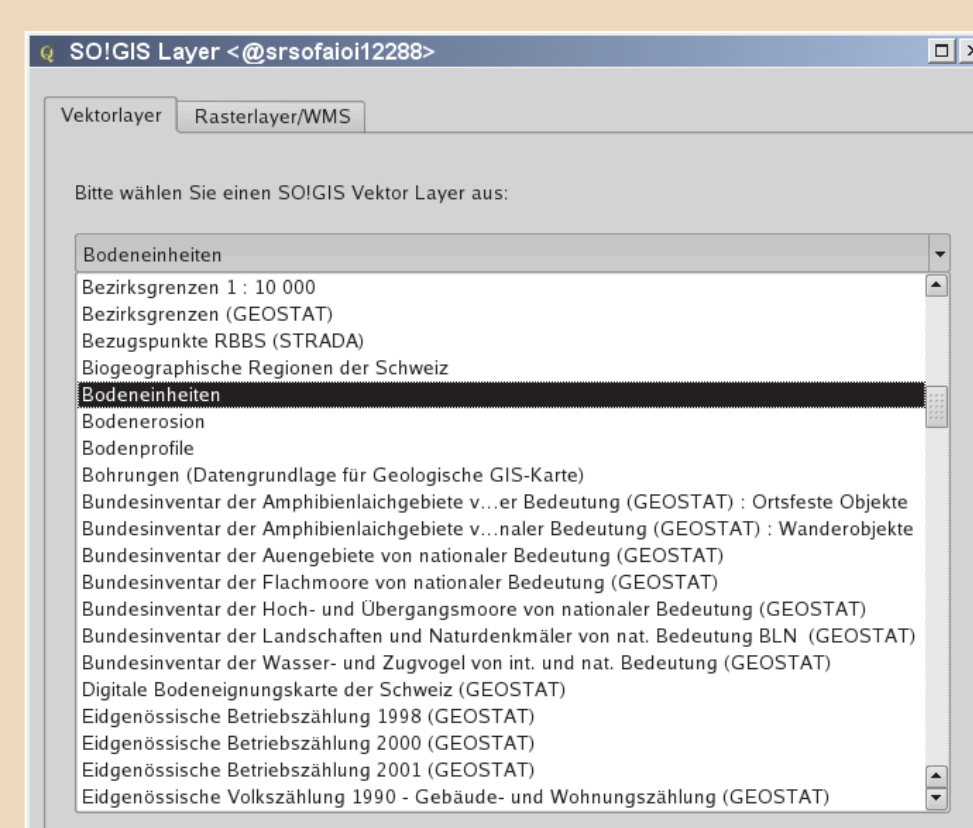 SO!GIS Layer <@srsofaioi12288>
Vektorlayer Rasterlayer/WMS
Bitte wählen Sie einen SO!GIS Vektor Layer aus:
Bodeneinheiten
Bezirksgrenzen 1 : 10 000
Bezirksgrenzen (GEOSTAT)
Bezugspunkte RBBS (STRADA)
Biogeographische Regionen der Schweiz
Bodeneinheiten
Bodenerosion
Bodenprofile
Bohrungen (Datengrundlage für Geologische GIS-Karte)
Bundesinventar der Amphibienlaichgebiete v...er Bedeutung (GEOSTAT) : Ortsfeste Objekte
Bundesinventar der Amphibienlaichgebiete v...naler Bedeutung (GEOSTAT) : Wanderobjekte
Bundesinventar der Auengebiete von nationaler Bedeutung (GEOSTAT)
Bundesinventar der Flachmoore von nationaler Bedeutung (GEOSTAT)
Bundesinventar der Hoch- und Übergangsmoore von nationaler Bedeutung (GEOSTAT)
Bundesinventar der Landschaften und Naturdenkmäler von nat. Bedeutung BLN (GEOSTAT)
Bundesinventar der Wasser- und Zugvogel von int. und nat. Bedeutung (GEOSTAT)
Digitale Bodeneignungskarte der Schweiz (GEOSTAT)
Eidgenössische Betriebszählung 1998 (GEOSTAT)
Eidgenössische Betriebszählung 2000 (GEOSTAT)
Eidgenössische Betriebszählung 2001 (GEOSTAT)
Eidgenössische Volkszählung 1990 - Gebäude- und Wohnungszählung (GEOSTAT)